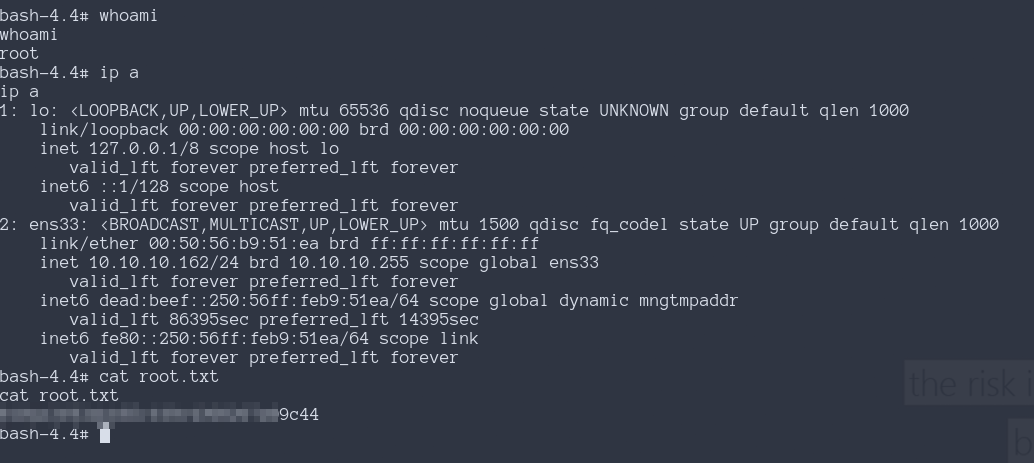 bash-4.4# whoami
whoami
root
bash-4.4# ip a
ip a
1: lo: <LOOPBACK,UP,LOWER_UP> mtu 65536 qdisc noqueue state UNKNOWN group default qlen 1000
    link/loopback 00:00:00:00:00:00 brd 00:00:00:00:00:00
    inet 127.0.0.1/8 scope host lo
       valid_lft forever preferred_lft forever
    inet6 ::1/128 scope host
       valid_lft forever preferred_lft forever
2: ens33: <BROADCAST,MULTICAST,UP,LOWER_UP> mtu 1500 qdisc fq_codel state UP group default qlen 1000
    link/ether 00:50:56:b9:51:ea brd ff:ff:ff:ff:ff:ff
    inet 10.10.10.162/24 brd 10.10.10.255 scope global ens33
       valid_lft forever preferred_lft forever
    inet6 dead:beef::250:56ff:feb9:51ea/64 scope global dynamic mngtmpaddr
       valid_lft 86395sec preferred_lft 14395sec
    inet6 fe80::250:56ff:feb9:51ea/64 scope link
       valid_lft forever preferred_lft forever
bash-4.4# cat root.txt
the risk i
cat root.txt
9c44
bash-4.4#
b